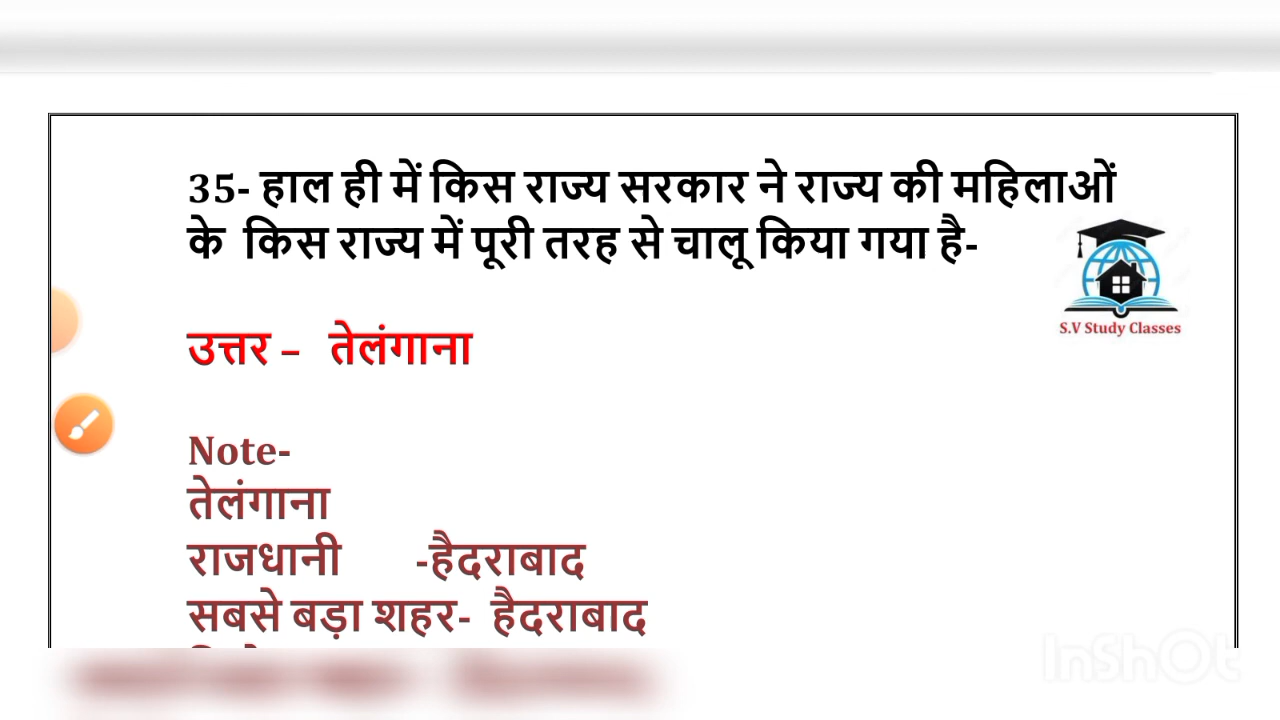 35- हाल ही में किस राज्य सरकार ने राज्य की महिलाओं
के किस राज्य में पूरी तरह से चालू किया गया है-
S.V Study Classes
उत्तर – तेलंगाना
Note-
तेलंगाना
राजधानी -हैदराबाद
सबसे बड़ा शहर- हैदराबाद
InShOt